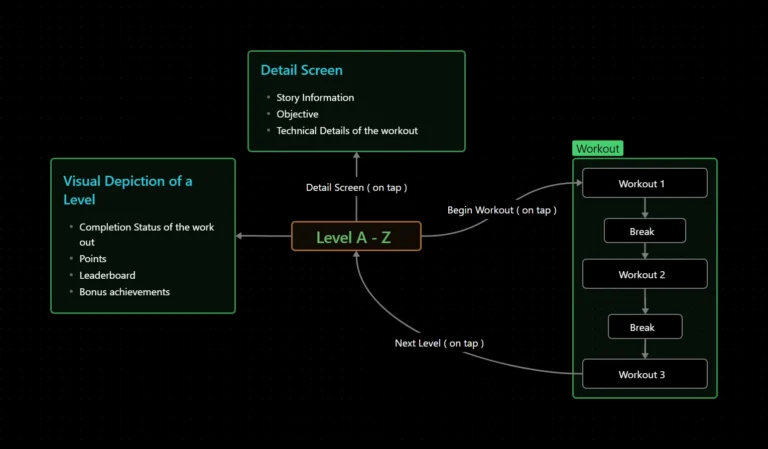 Detail Screen
Story Information
Objective
Technical Details of the workout
Workout
Visual Depiction of a
Level
Completion Status of the work
out
Points
Leaderboard
Bonus achievements
Detail Screen ( on tap )
Begin Workout ( on tap )
Level A - Z
Next Level ( on tap )
Workout 1
Break
Workout 2
Break
Workout 3